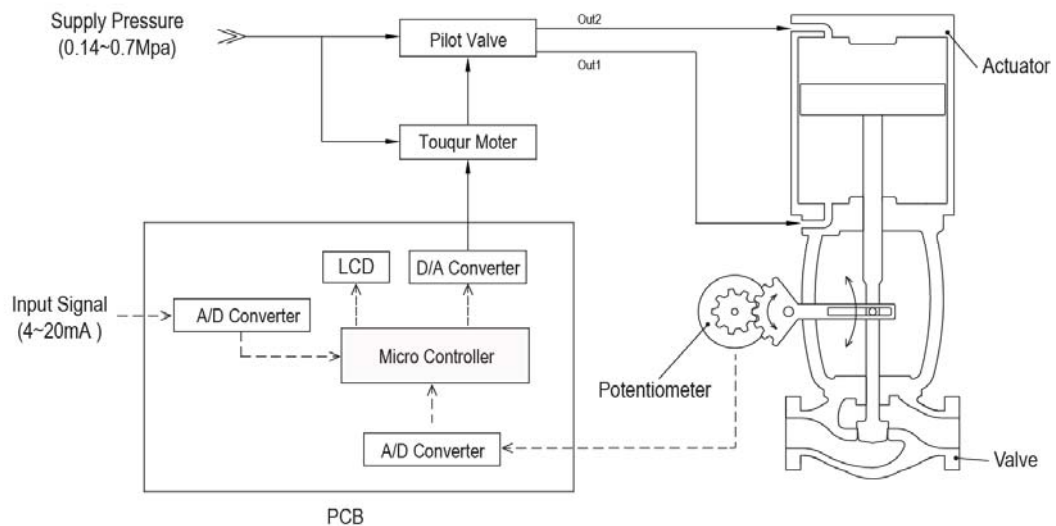 Supply Pressure
(0.14~0.7Mpa)
Pilot Valve
Out2
Out1
Actuator
Touqur Moter
LCD
D/A Converter
Input Signal
(4~20mA )
A/D Converter
Micro Controller
Potentiometer
A/D Converter
Valve
PCB